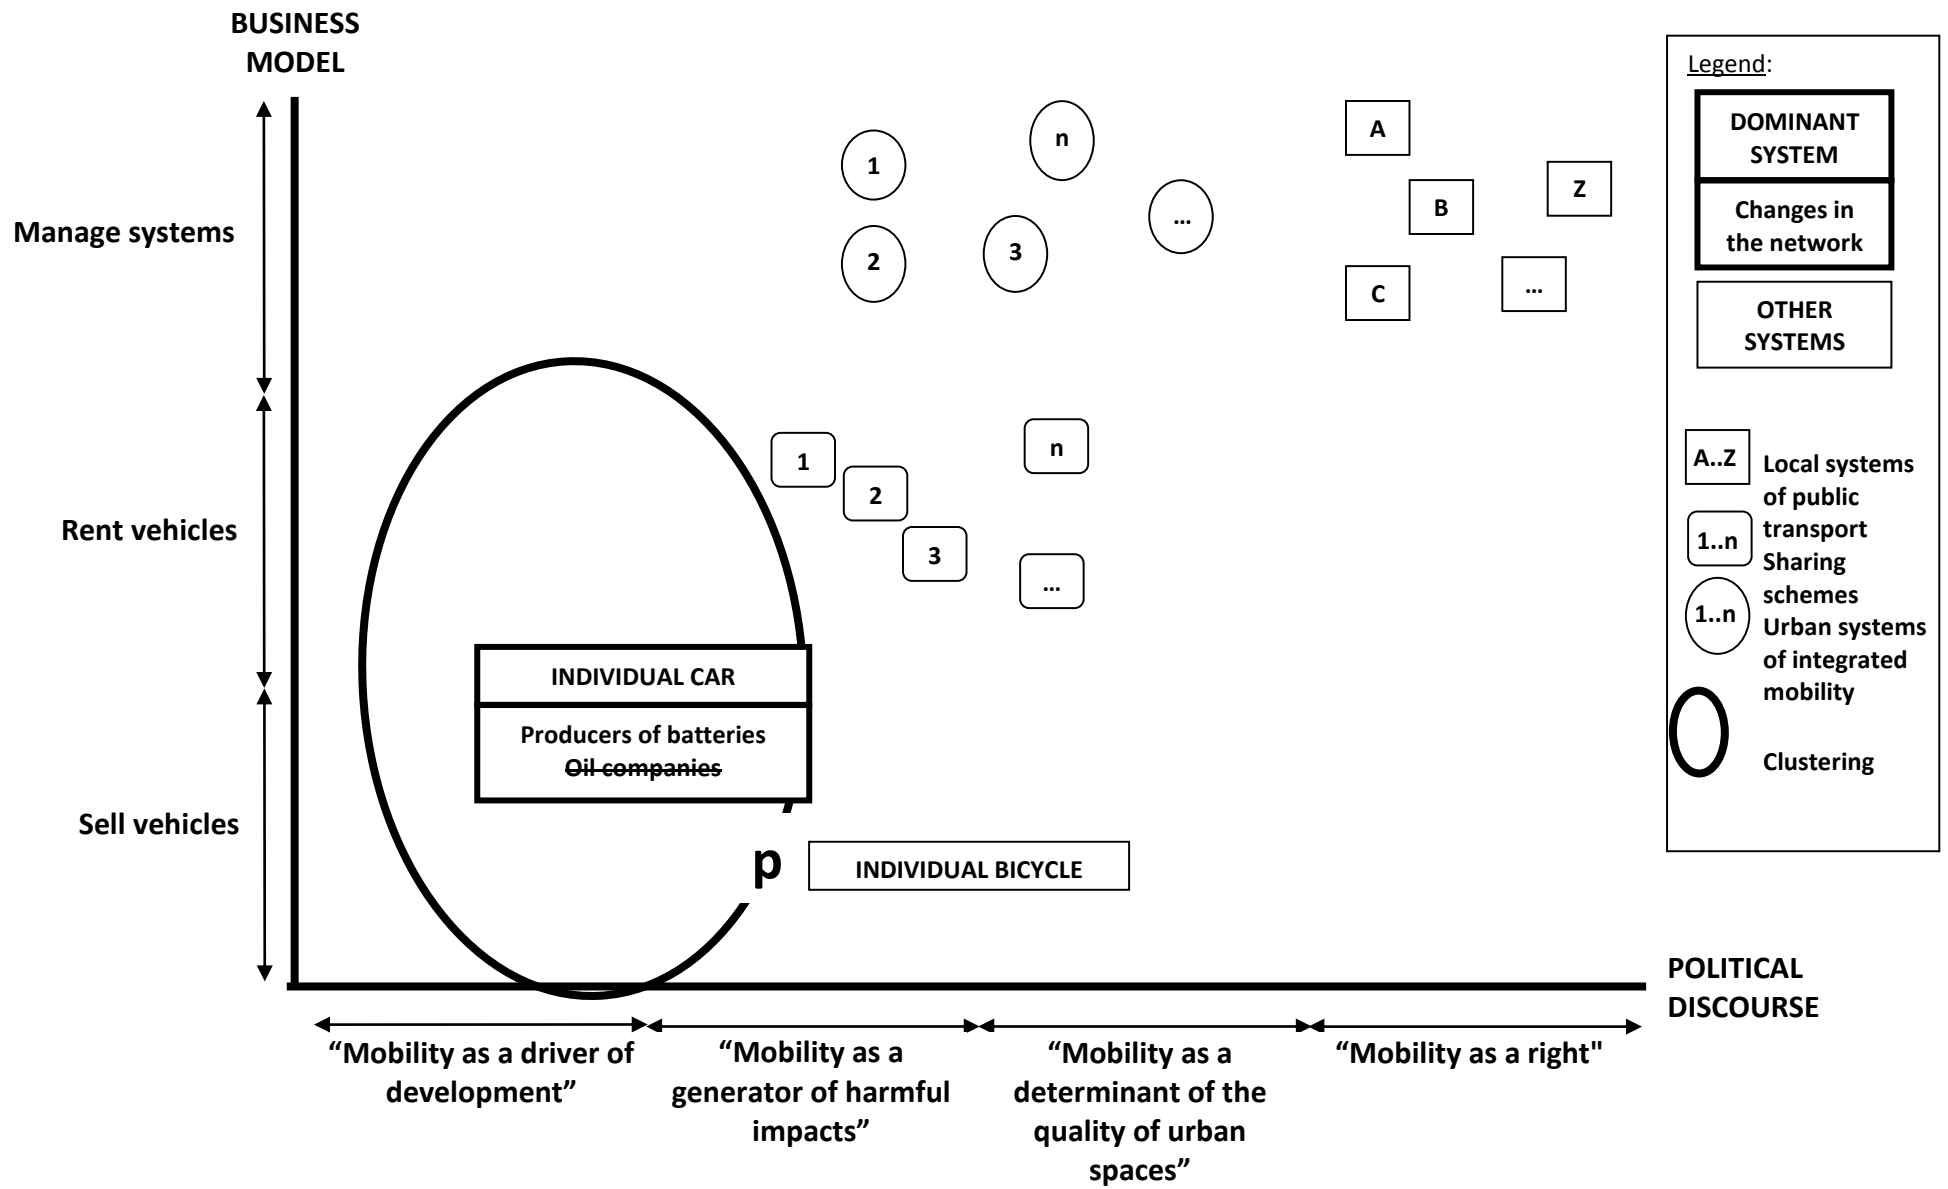 BUSINESS
MODEL
Manage systems
Rent vehicles
Sell vehicles
1
2
n
3
…
A
B
Z
C
…
1
2
3
n
…
INDIVIDUAL CAR
Producers of batteries
Oil companies
p
INDIVIDUAL BICYCLE
POLITICAL
DISCOURSE
“Mobility as a driver of
development”
“Mobility as a
generator of harmful
impacts”
“Mobility as a
determinant of the
quality of urban
spaces”
“Mobility as a right"
Legend:
DOMINANT
SYSTEM
Changes in
the network
OTHER
SYSTEMS
A..Z
1..n
1..n
Local systems
of public
transport
Sharing
schemes
Urban systems
of integrated
mobility
Clustering